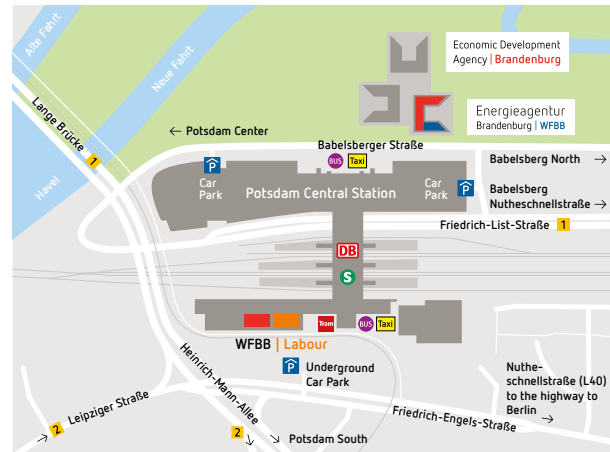 Alte Fahrt
Neue Fahrt
Economic Development
Agency | Brandenburg
Energieagentur
Brandenburg | WFBB
Lange Brücke
1
Havel
← Potsdam Center
Babelsberger Straße
BUS
Taxi
P
Car
Park
Potsdam Central Station
Car
Park
P
Babelsberg North
→
Babelsberg
Nutheschnellstraße →
Friedrich-List-Straße 1
DB
S
Tram
BUS
Taxi
WFBB | Labour
P
Underground
Car Park
Heinrich-Mann-Allee
2
Leipziger Straße
→ 2
Potsdam South
Friedrich-Engels-Straße
Nuthe-
schnellstraße (L40)
to the highway to
Berlin →